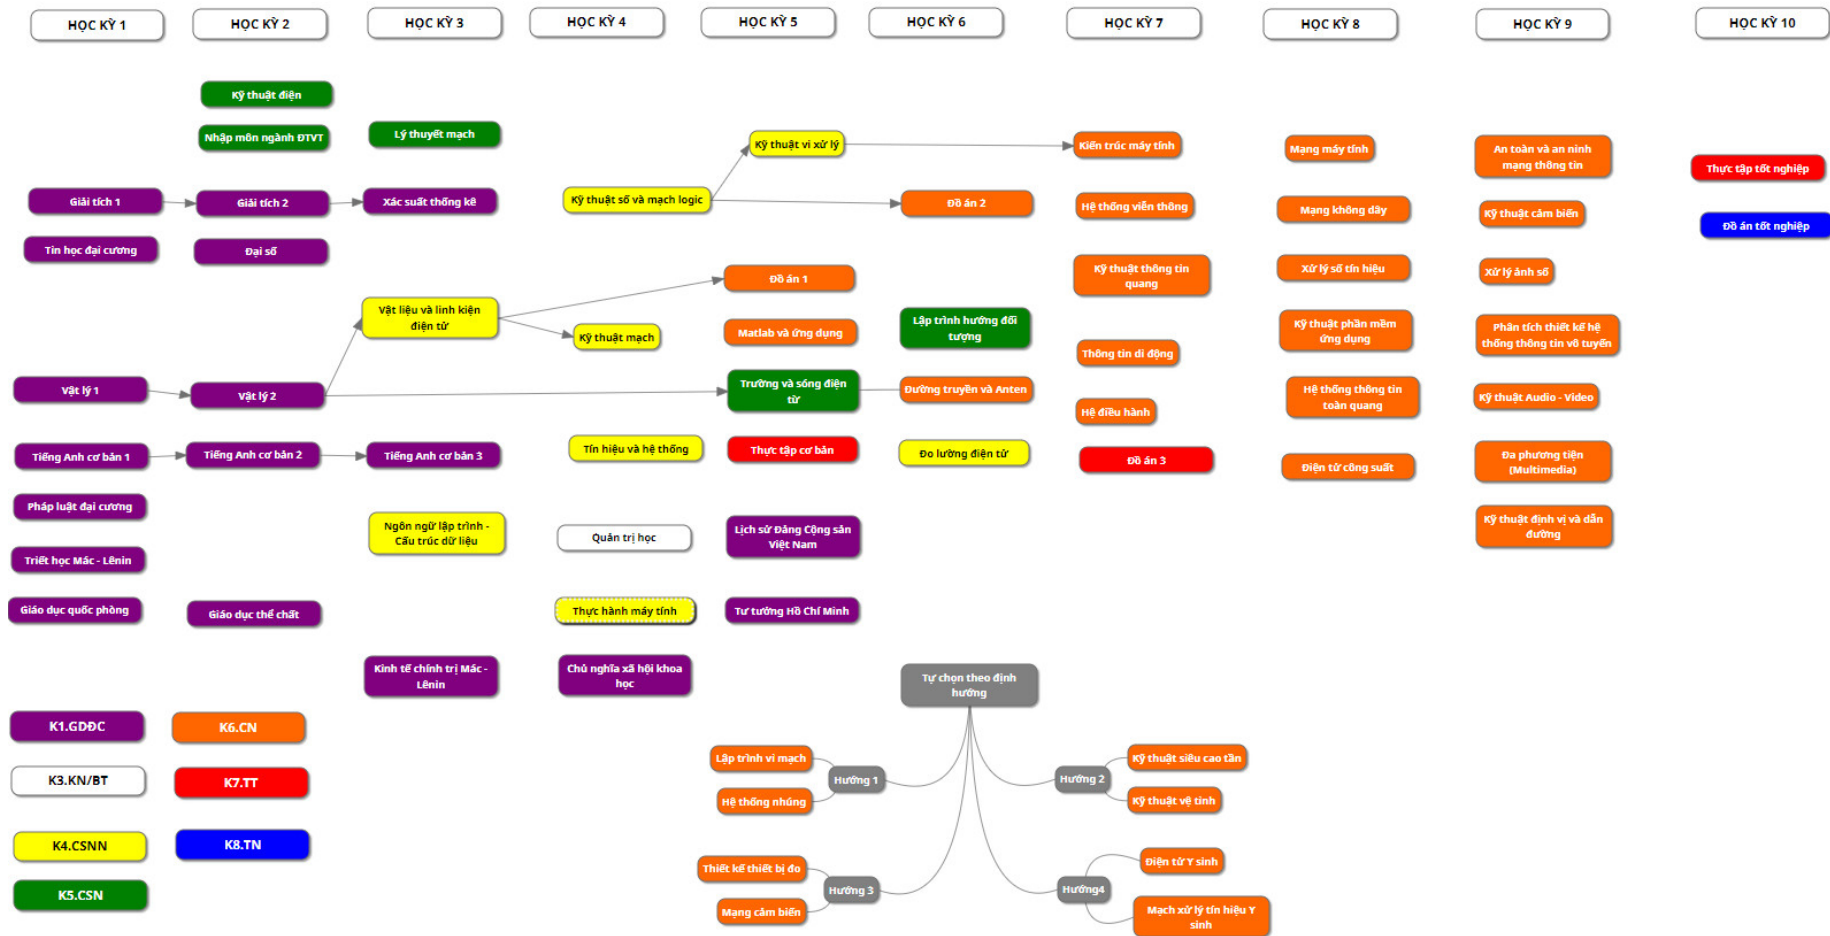 HỌC KỲ 1
HỌC KỲ 2
HỌC KỲ 3
HỌC KỲ 4
HỌC KỲ 5
HỌC KỲ 6
HỌC KỲ 7
HỌC KỲ 8
HỌC KỲ 9
HỌC KỲ 10
Giải tích 1
Tin học đại cương
Vật lý 1
Tiếng Anh cơ bản 1
Pháp luật đại cương
Triết học Mác - Lênin
Giáo dục quốc phòng
Kỹ thuật điện
Nhập môn ngành ĐTVT
Giải tích 2
Đại số
Vật lý 2
Tiếng Anh cơ bản 2
Giáo dục thể chất
Lý thuyết mạch
Xác suất thống kê
Vật liệu và linh kiện
điện tử
Tiếng Anh cơ bản 3
Ngôn ngữ lập trình -
Cấu trúc dữ liệu
Kinh tế chính trị Mác -
Lênin
Kỹ thuật số và mạch logic
Kỹ thuật mạch
Tín hiệu và hệ thống
Quản trị học
Thực hành máy tính
Chủ nghĩa xã hội khoa
học
Kỹ thuật vi xử lý
Đồ án 1
Matlab và ứng dụng
Trường và sóng điện
từ
Thực tập cơ bản
Lịch sử Đảng Cộng sản
Việt Nam
Tư tưởng Hồ Chí Minh
Đồ án 2
Lập trình hướng đối
tượng
Đường truyền và Anten
Đo lường điện tử
Kiến trúc máy tính
Hệ thống viễn thông
Kỹ thuật thông tin
quang
Thông tin di động
Hệ điều hành
Đồ án 3
Mạng máy tính
Mạng không dây
Xử lý số tín hiệu
Kỹ thuật phần mềm
ứng dụng
Hệ thống thông tin
toàn quang
Điện tử công suất
An toàn và an ninh
mạng thông tin
Kỹ thuật cảm biến
Xử lý ảnh số
Phân tích thiết kế hệ
thống thông tin vô tuyến
Kỹ thuật Audio - Video
Đa phương tiện
(Multimedia)
Kỹ thuật định vị và dẫn
đường
Thực tập tốt nghiệp
Đồ án tốt nghiệp
K1.GDĐC
K6.CN
K3.KN/BT
K7.TT
K4.CSNN
K8.TN
K5.CSN
Tự chọn theo định
hướng
Lập trình vi mạch
Hướng 1
Hệ thống nhúng
Hướng 2
Kỹ thuật siêu cao tần
Kỹ thuật vệ tinh
Thiết kế thiết bị đo
Hướng 3
Mạng cảm biến
Hướng4
Điện tử Y sinh
Mạch xử lý tín hiệu Y
sinh